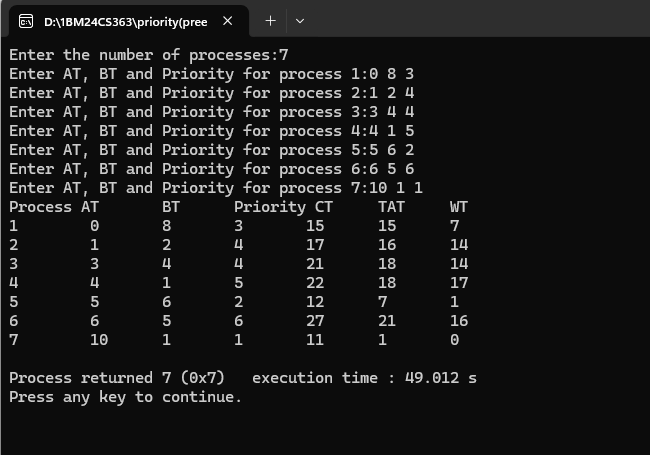 D:\1BM24CS363\priority(pree
Enter the number of processes:7
Enter AT, BT and Priority for process 1:0 8 3
Enter AT, BT and Priority for process 2:1 2 4
Enter AT, BT and Priority for process 3:3 4 4
Enter AT, BT and Priority for process 4:4 1 5
Enter AT, BT and Priority for process 5:5 6 2
Enter AT, BT and Priority for process 6:6 5 6
Enter AT, BT and Priority for process 7:10 1 1
Process AT BT Priority CT TAT WT
1 0 8 3 15 15 7
2 1 2 4 17 16 14
3 3 4 4 21 18 14
4 4 1 5 22 18 17
5 5 6 2 12 7 1
6 6 5 6 27 21 16
7 10 1 1 11 1 0
Process returned 7 (0x7) execution time : 49.012 s
Press any key to continue.